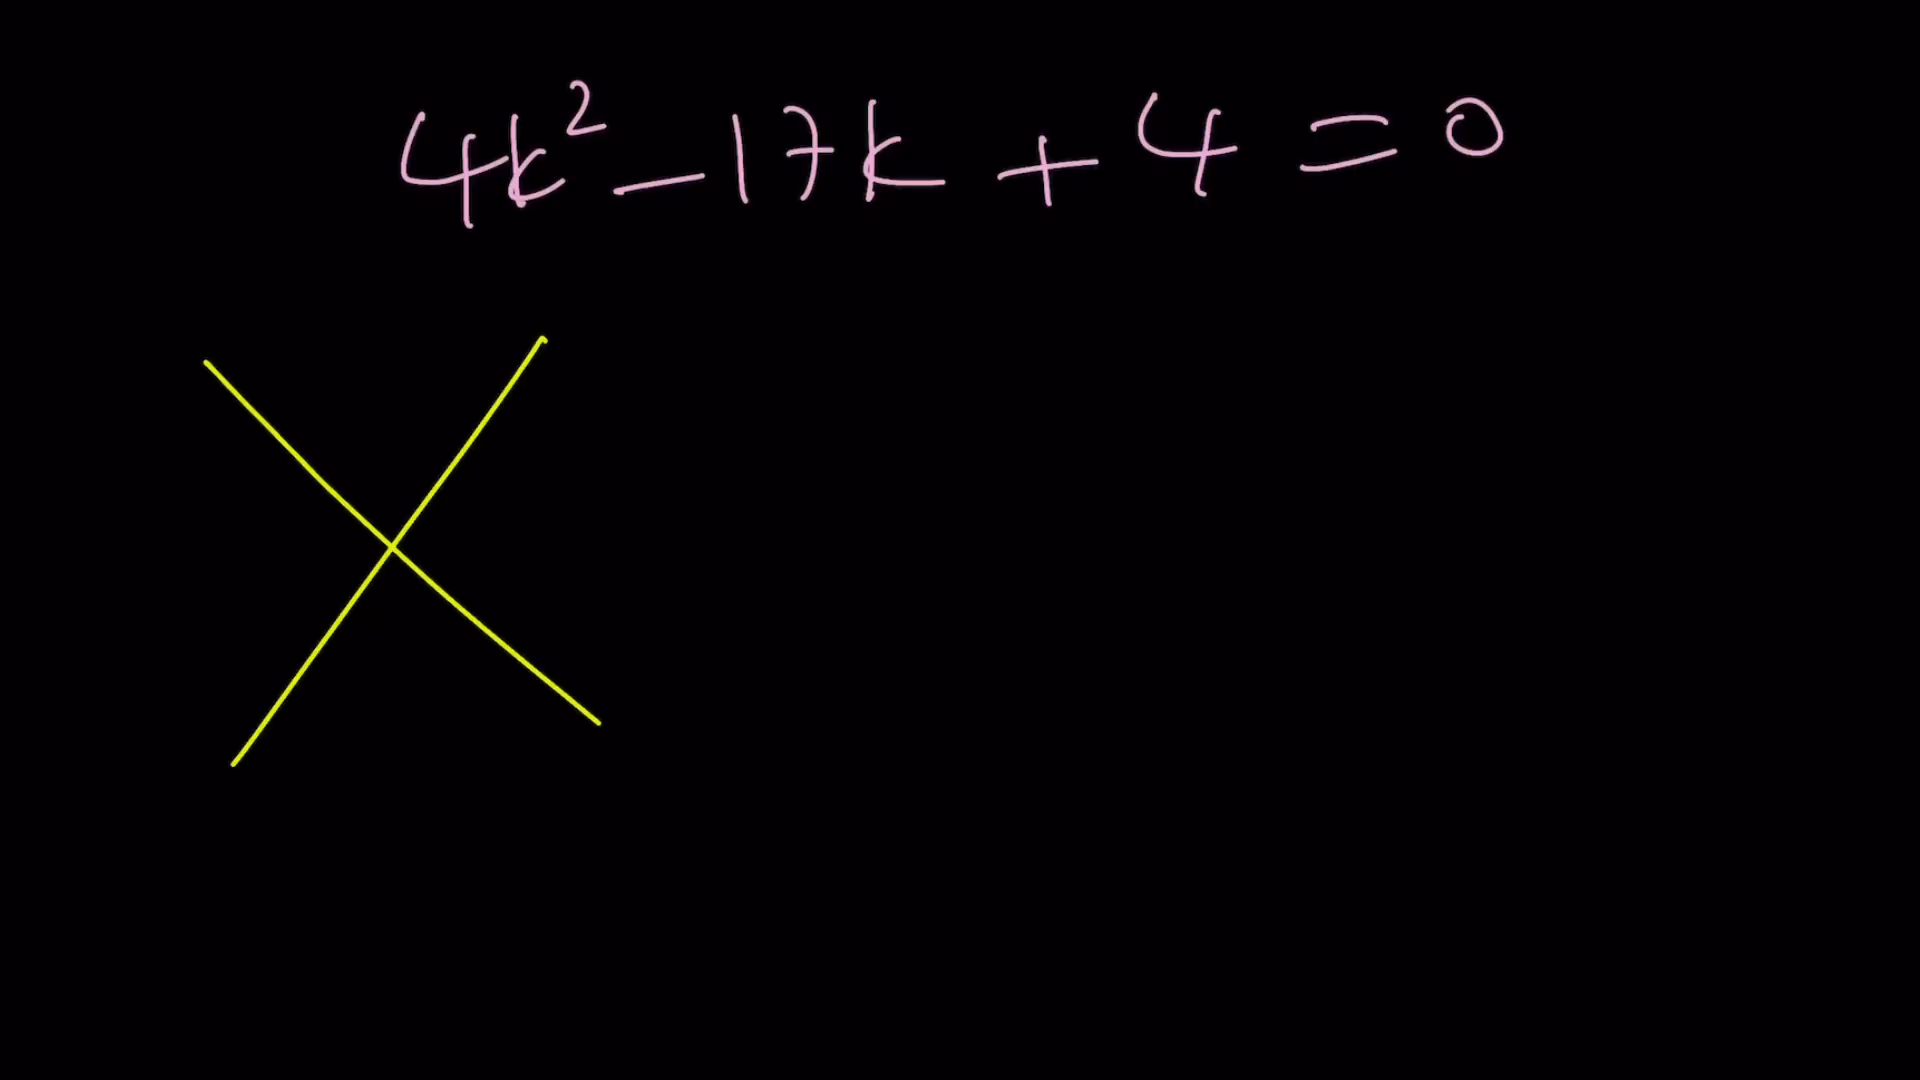 4k² - 17k + 4 = 0